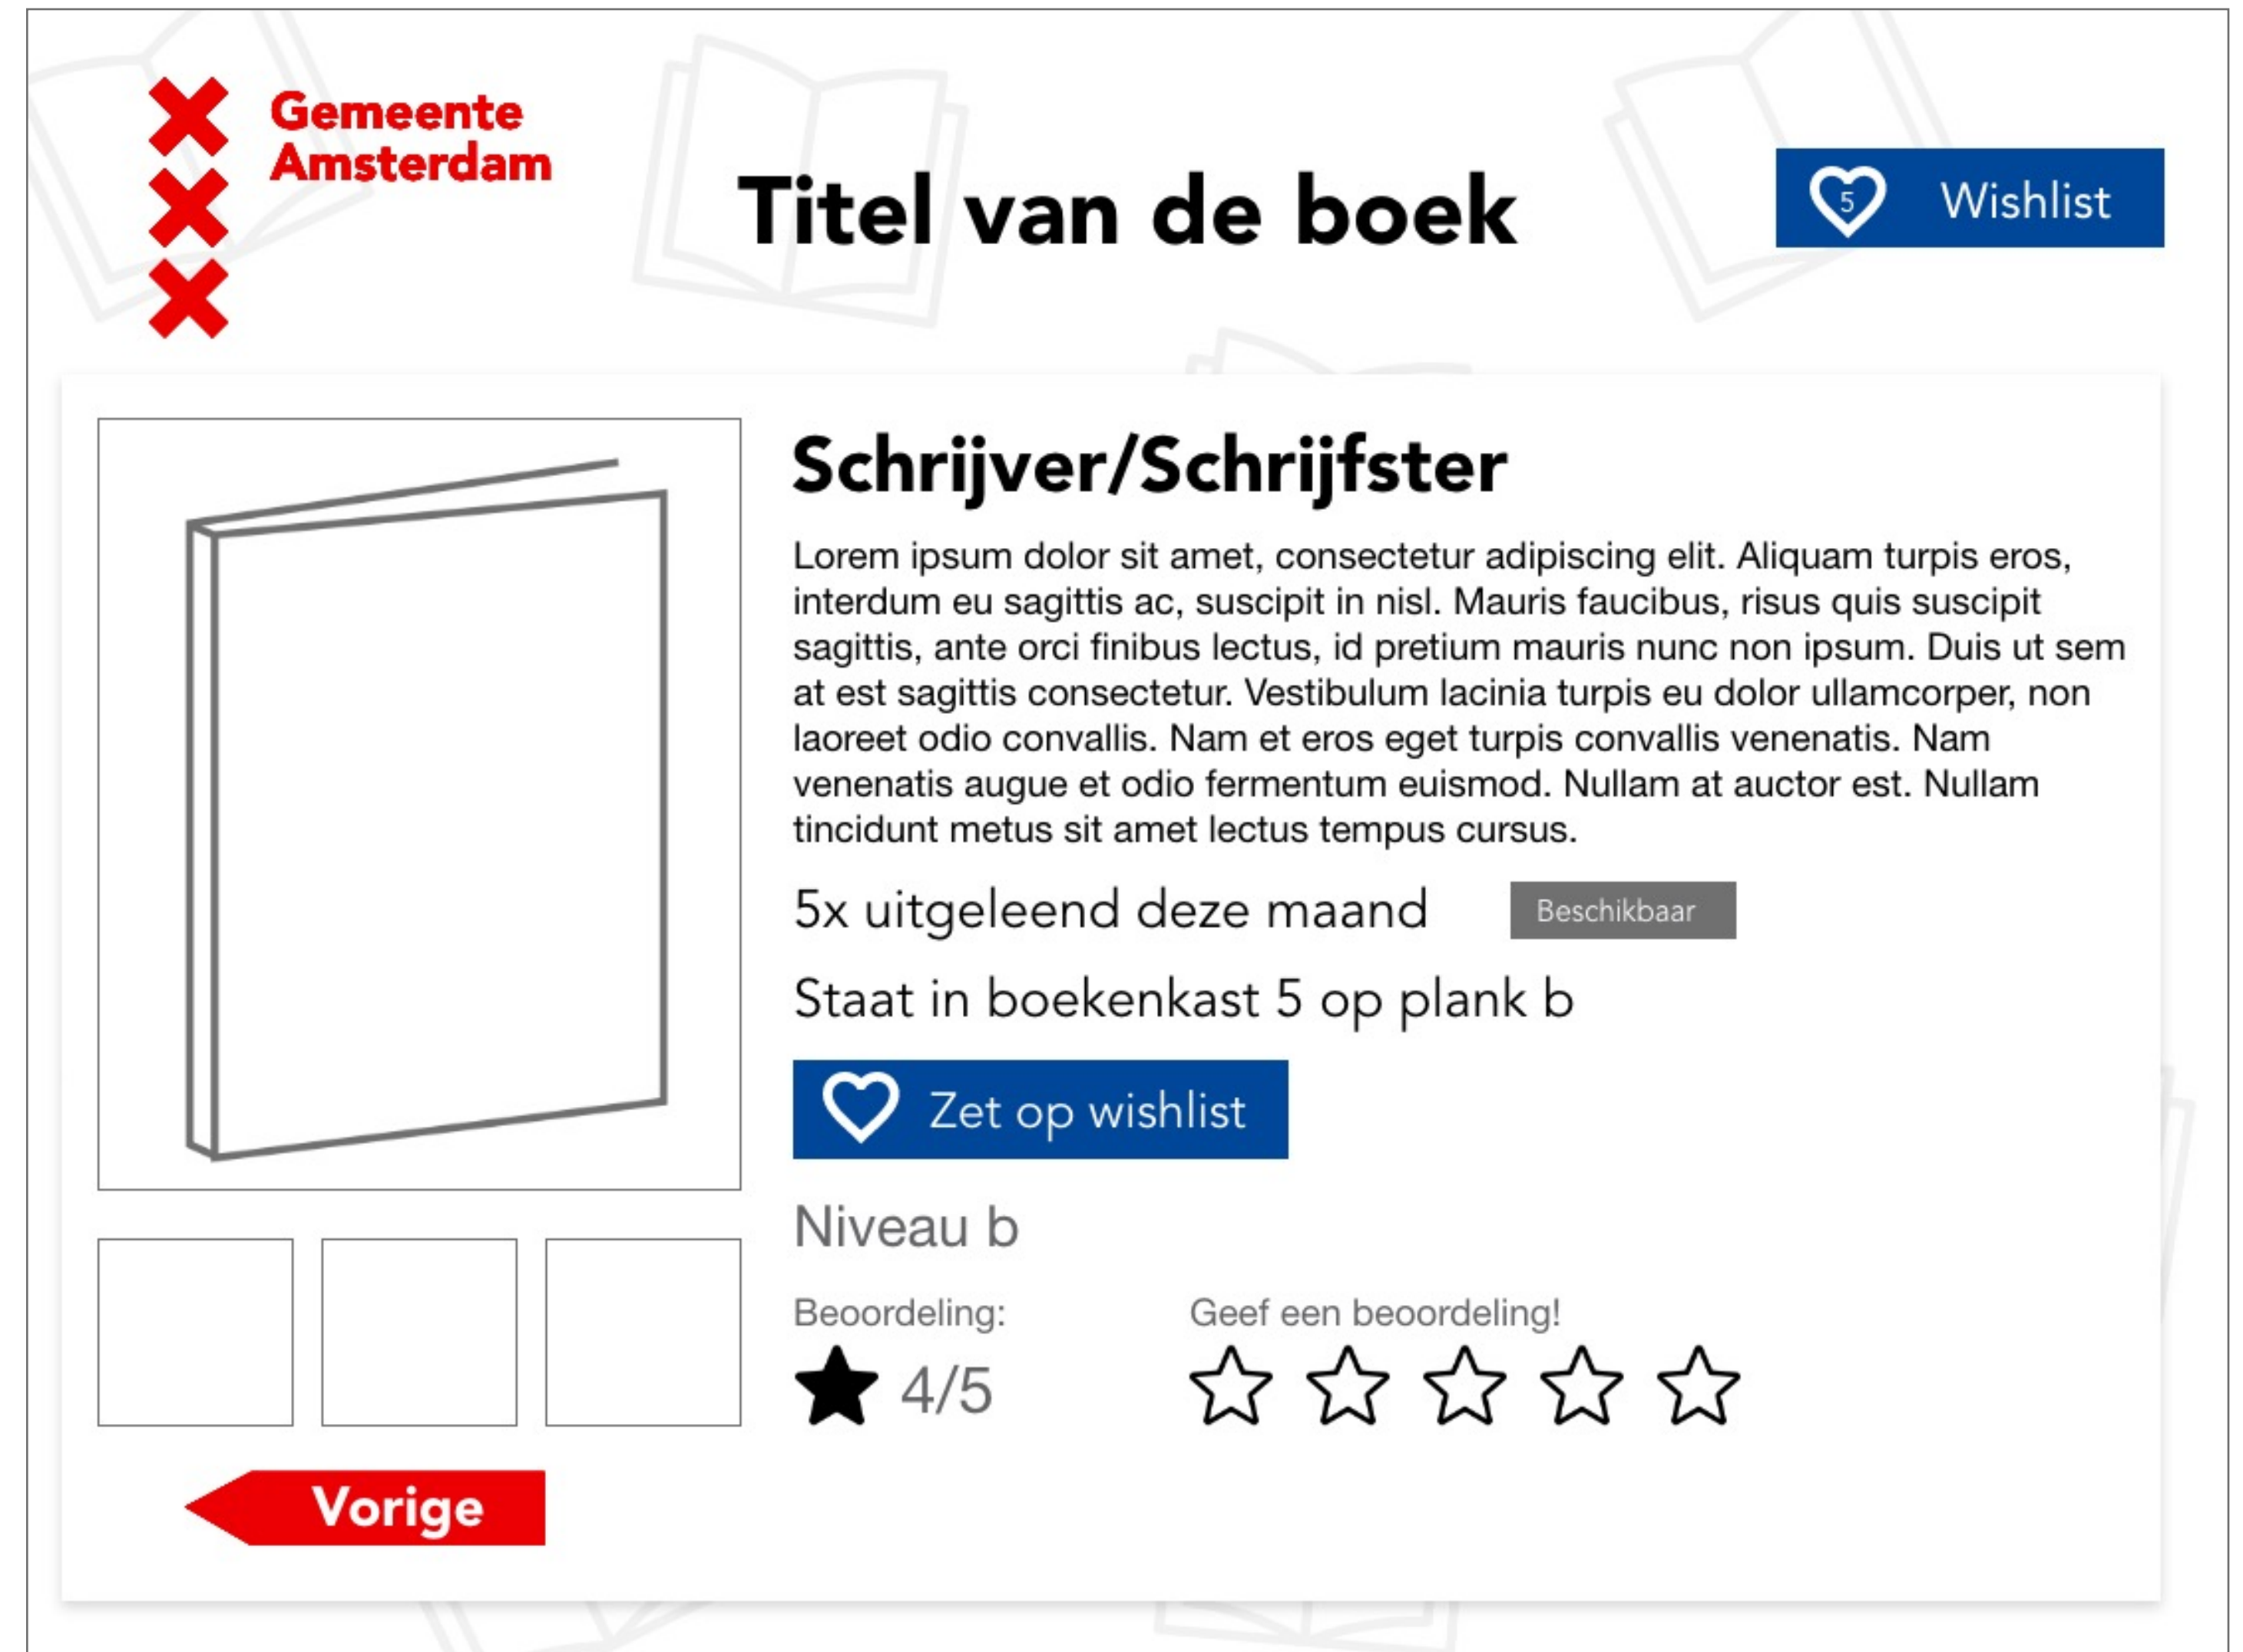 Gemeente
Amsterdam
Titel van de boek
5 Wishlist
Schrijver/Schrijfster
Lorem ipsum dolor sit amet, consectetur adipiscing elit. Aliquam turpis eros,
interdum eu sagittis ac, suscipit in nisl. Mauris faucibus, risus quis suscipit
sagittis, ante orci finibus lectus, id pretium mauris nunc non ipsum. Duis ut sem
at est sagittis consectetur. Vestibulum lacinia turpis eu dolor ullamcorper, non
laoreet odio convallis. Nam et eros eget turpis convallis venenatis. Nam
venenatis augue et odio fermentum euismod. Nullam at auctor est. Nullam
tincidunt metus sit amet lectus tempus cursus.
5x uitgeleend deze maand Beschikbaar
Staat in boekenkast 5 op plank b
Zet op wishlist
Niveau b
Beoordeling: Geef een beoordeling!
4/5
Vorige